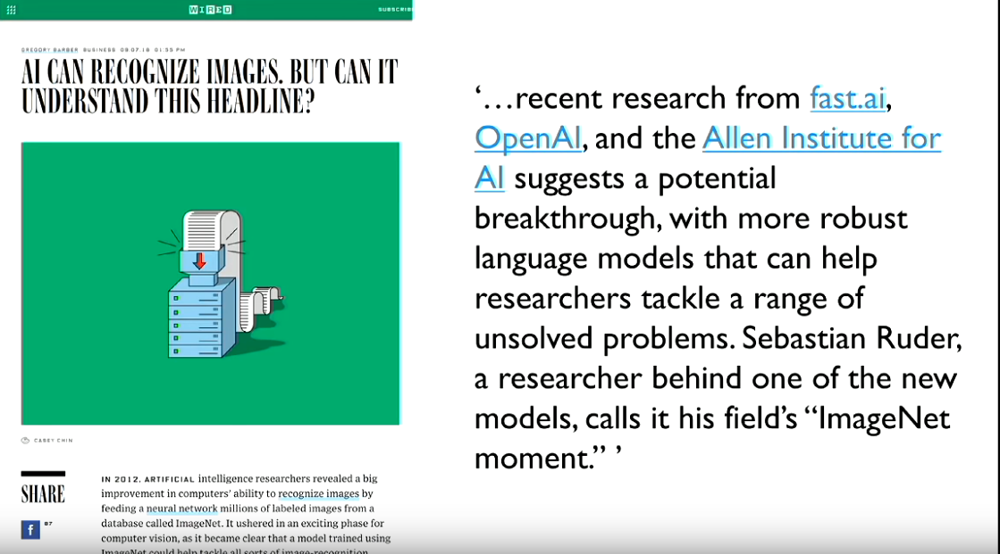 WIRED
SUBSCRIB
GREGORY BARBER BUSINESS 09.07.18 01:55 PM
AI CAN RECOGNIZE IMAGES. BUT CAN IT
UNDERSTAND THIS HEADLINE?
CASEY CHIN
SHARE
f 87
IN 2012, ARTIFICIAL intelligence researchers revealed a big
improvement in computers’ ability to recognize images by
feeding a neural network millions of labeled images from a
database called ImageNet. It ushered in an exciting phase for
computer vision, as it became clear that a model trained using
ImageNet could help tackle all sorts of image-recognition
‘…recent research from fast.ai,
OpenAI, and the Allen Institute for
AI suggests a potential
breakthrough, with more robust
language models that can help
researchers tackle a range of
unsolved problems. Sebastian Ruder,
a researcher behind one of the new
models, calls it his field’s “ImageNet
moment.” ’